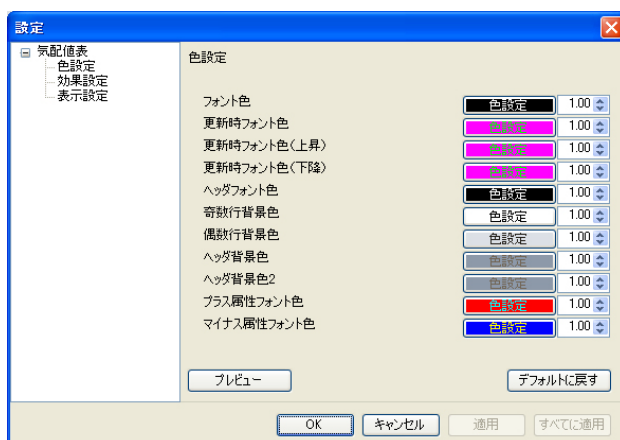 設定
気配値表
色設定
効果設定
表示設定
色設定
フォント色 色設定 1.00
更新時フォント色 色設定 1.00
更新時フォント色(上昇) 色設定 1.00
更新時フォント色(下降) 色設定 1.00
ヘッダフォント色 色設定 1.00
奇数行背景色 色設定 1.00
偶数行背景色 色設定 1.00
ヘッダ背景色 色設定 1.00
ヘッダ背景色2 色設定 1.00
プラス属性フォント色 色設定 1.00
マイナス属性フォント色 色設定 1.00
プレビュー デフォルトに戻す
OK キャンセル 適用 すべてに適用